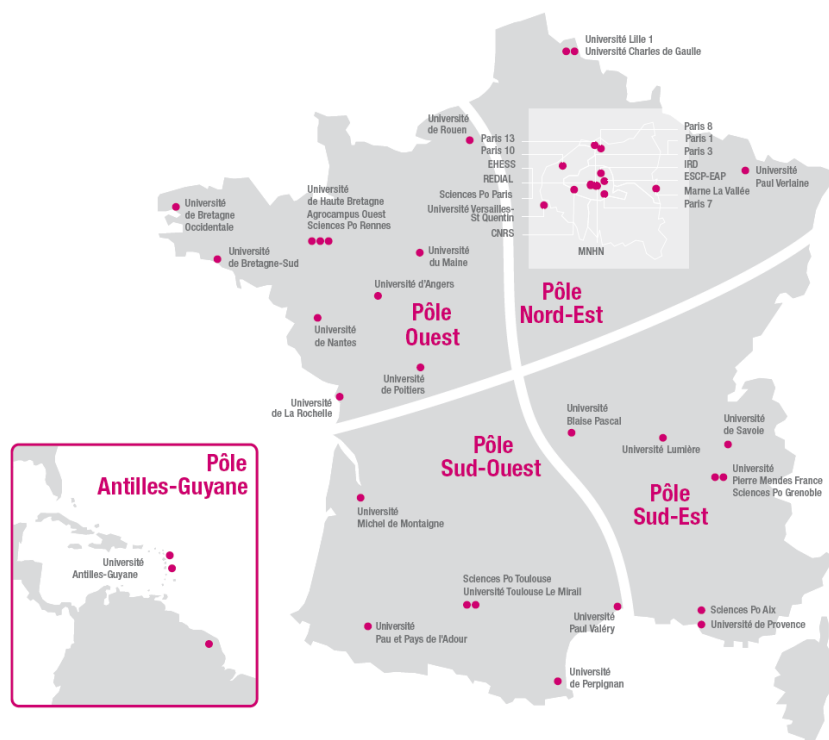 Université Lille 1
Université Charles de Gaulle
Université
de Rouen
Paris 13
Paris 10
EHESS
REDIAL
Sciences Po Paris
Université Versailles-
St Quentin
CNRS
MNHN
Paris 8
Paris 1
Paris 3
IRD
ESCP-EAP
Marne La Vallée
Paris 7
Université
Paul Verlaine
Université
de Bretagne
Occidentale
Université
de Haute Bretagne
Agrocampus Ouest
Sciences Po Rennes
Université
de Bretagne-Sud
Université
du Maine
Université d'Angers
Université
de Nantes
Pôle
Ouest
Pôle
Nord-Est
Université
de Poitiers
Université
de La Rochelle
Université
Blaise Pascal
Université Lumière
Université
de Savoie
Université
Pierre Mendes France
Sciences Po Grenoble
Pôle
Sud-Ouest
Pôle
Sud-Est
Pôle
Antilles-Guyane
Université
Antilles-Guyane
Université
Michel de Montaigne
Sciences Po Toulouse
Université Toulouse Le Mirail
Université
Pau et Pays de l'Adour
Université
Paul Valéry
Sciences Po Aix
Université de Provence
Université
de Perpignan